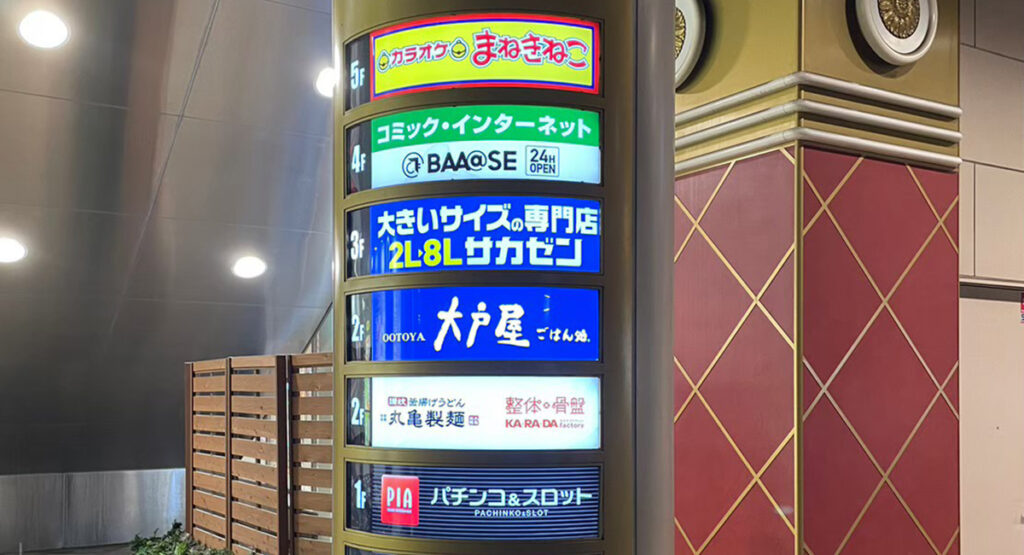 5F
カラオケ まねきねこ
4F
コミック・インターネット
BAA@SE 24H OPEN
3F
大きいサイズの専門店
2L-8L サカゼン
2F
OOTOYA 大戸屋 ごはん処
2F
釜揚げうどん
丸亀製麺
整体・骨盤
KA RA DA factory
1F
PIA パチンコ&スロット
PACHINKO&SLOT